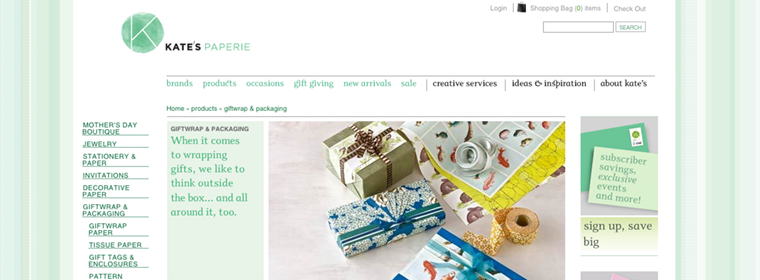 Login
Shopping Bag (0) items
Check Out
SEARCH
K
KATE'S PAPERIE
brands products occasions gift giving new arrivals sale creative services ideas & inspiration about kate's
Home » products » giftwrap & packaging
MOTHER'S DAY
BOUTIQUE
JEWELRY
STATIONERY &
PAPER
INVITATIONS
DECORATIVE
PAPER
GIFTWRAP &
PACKAGING
GIFTWRAP
PAPER
TISSUE PAPER
GIFT TAGS &
ENCLOSURES
PATTERN
GIFTWRAP & PACKAGING
When it comes
to wrapping
gifts, we like to
think outside
the box... and all
around it, too.
subscriber
savings,
exclusive
events
and more!
sign up, save
big